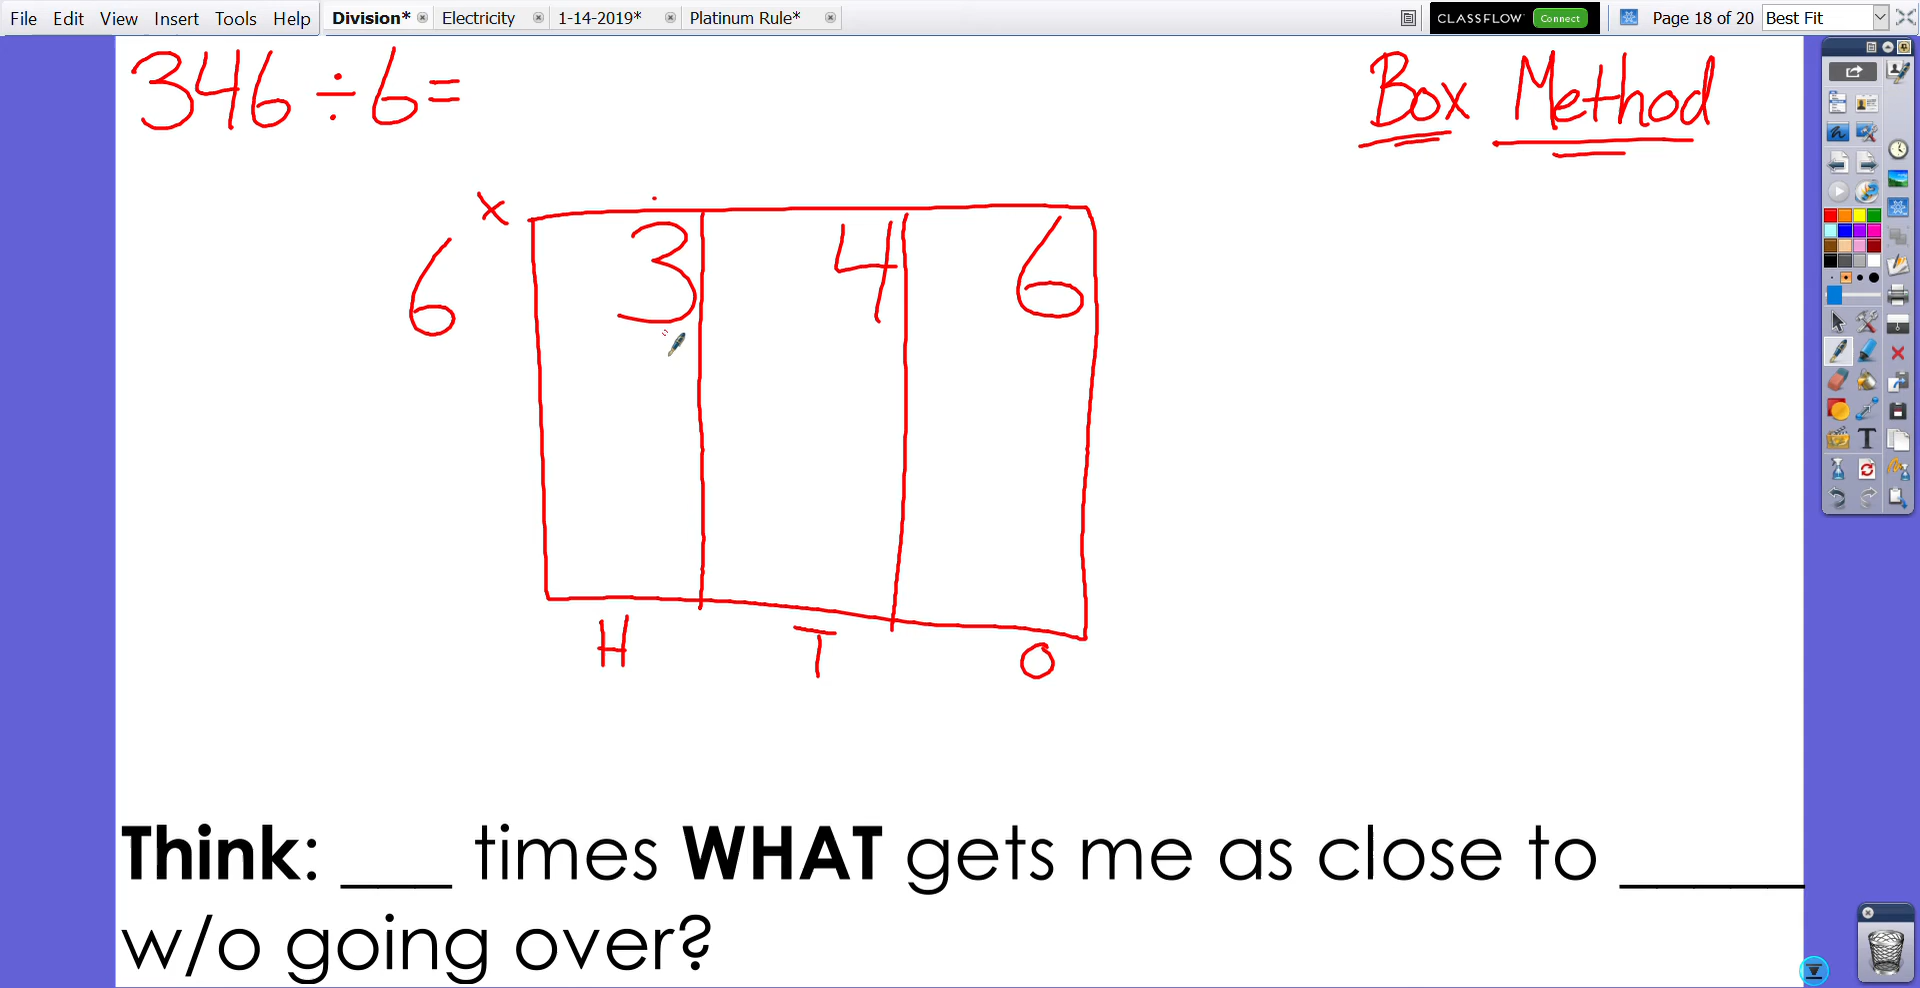 File Edit View Insert Tools Help Division* Electricity 1-14-2019* Platinum Rule* CLASSFLOW Connect Page 18 of 20 Best Fit
346 ÷ 6 = Box Method
x
6 3 4 6
H T O
Think: ___ times WHAT gets me as close to _____
w/o going over?